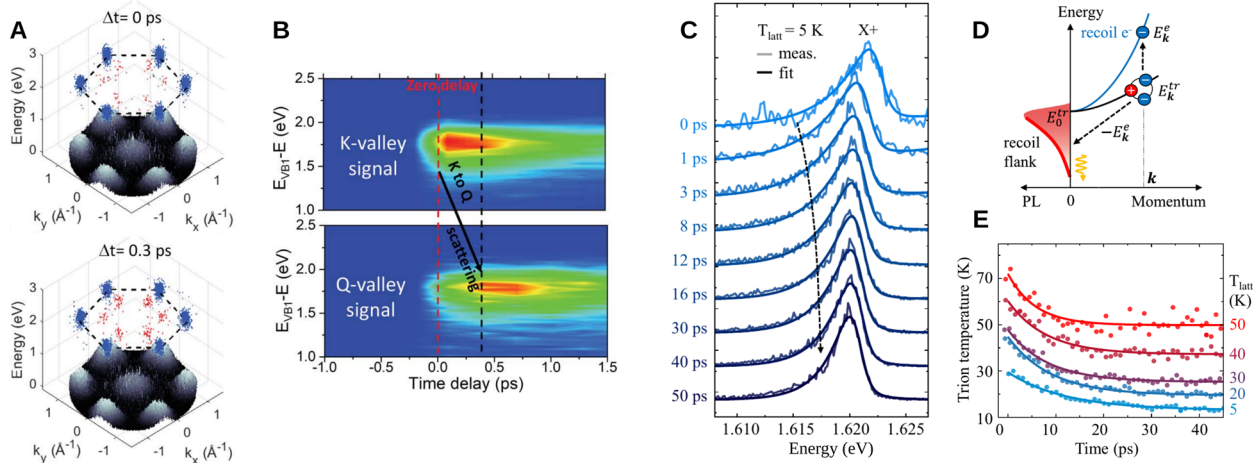 A
Δt= 0 ps
Energy (eV)
3
2
1
0
1
0
-1
k_y (Å⁻¹)
1
0
-1
k_x (Å⁻¹)
Δt= 0.3 ps
Energy (eV)
3
2
1
0
1
0
-1
k_y (Å⁻¹)
1
0
-1
k_x (Å⁻¹)
B
Zero delay
E_VB1-E (eV)
2.5
2.0
1.5
1.0
K-valley
signal
K to Q
scattering
E_VB1-E (eV)
2.5
2.0
1.5
1.0
Q-valley
signal
-1.0
-0.5
0.0
0.5
1.0
1.5
Time delay (ps)
C
T_latt = 5 K
X+
meas.
fit
0 ps
1 ps
3 ps
8 ps
12 ps
16 ps
30 ps
40 ps
50 ps
1.610
1.615
1.620
1.625
Energy (eV)
D
Energy
recoil e⁻
E_k^e
E_k^tr
E_0^tr
−E_k^e
recoil
flank
k
PL
0
Momentum
E
Trion temperature (K)
70
50
30
10
T_latt
(K)
50
40
30
20
5
0
10
20
30
40
Time (ps)